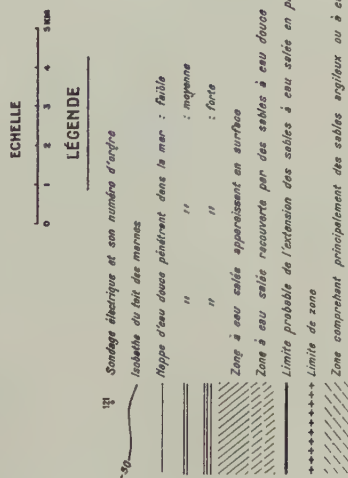 ECHELLE
0 1 2 3 4 5 KM
LÉGENDE
121 Sondage électrique et son numéro d'ordre
-50 Isobathe du toit des marnes
Nappe d'eau douce pénétrant dans la mer : faible
" " : moyenne
" " : forte
Zone à eau salée apparaissant en surface
Zone à eau salée recouverte par des sables à eau douce
Limite probable de l'extension des sables à eau salée en
Limite de zone
Zone comprenant principalement des sables argileux ou à